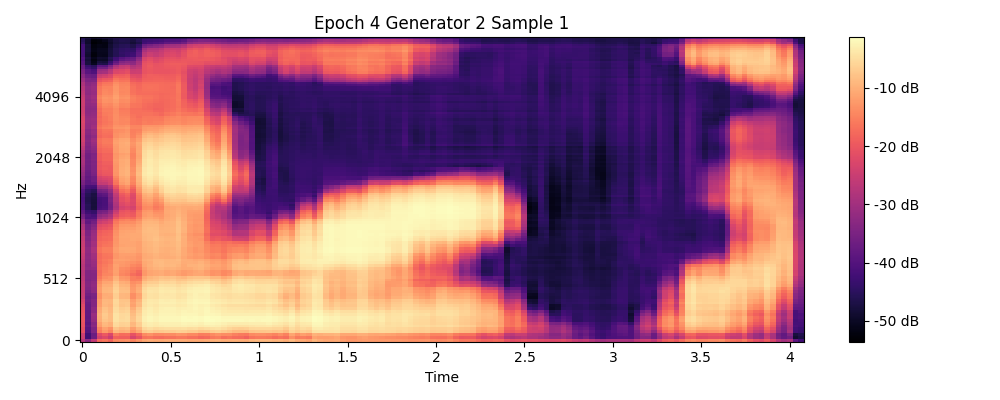 Epoch 4 Generator 2 Sample 1
Hz
4096
2048
1024
512
0
0 0.5 1 1.5 2 2.5 3 3.5 4
Time
-10 dB
-20 dB
-30 dB
-40 dB
-50 dB